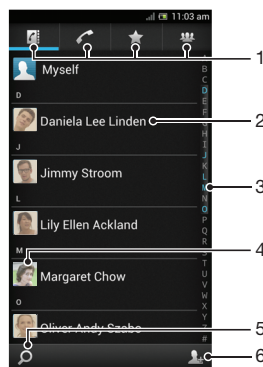 11:03 am
1
Myself
D
Daniela Lee Linden
2
J
Jimmy Stroom
3
L
Lily Ellen Ackland
M
4
Margaret Chow
O
Oliver Andy Szabo
5
6
B
C
D
E
F
H
I
J
K
L
M
N
O
P
Q
R
S
T
U
V
W
X
Y
Z
#